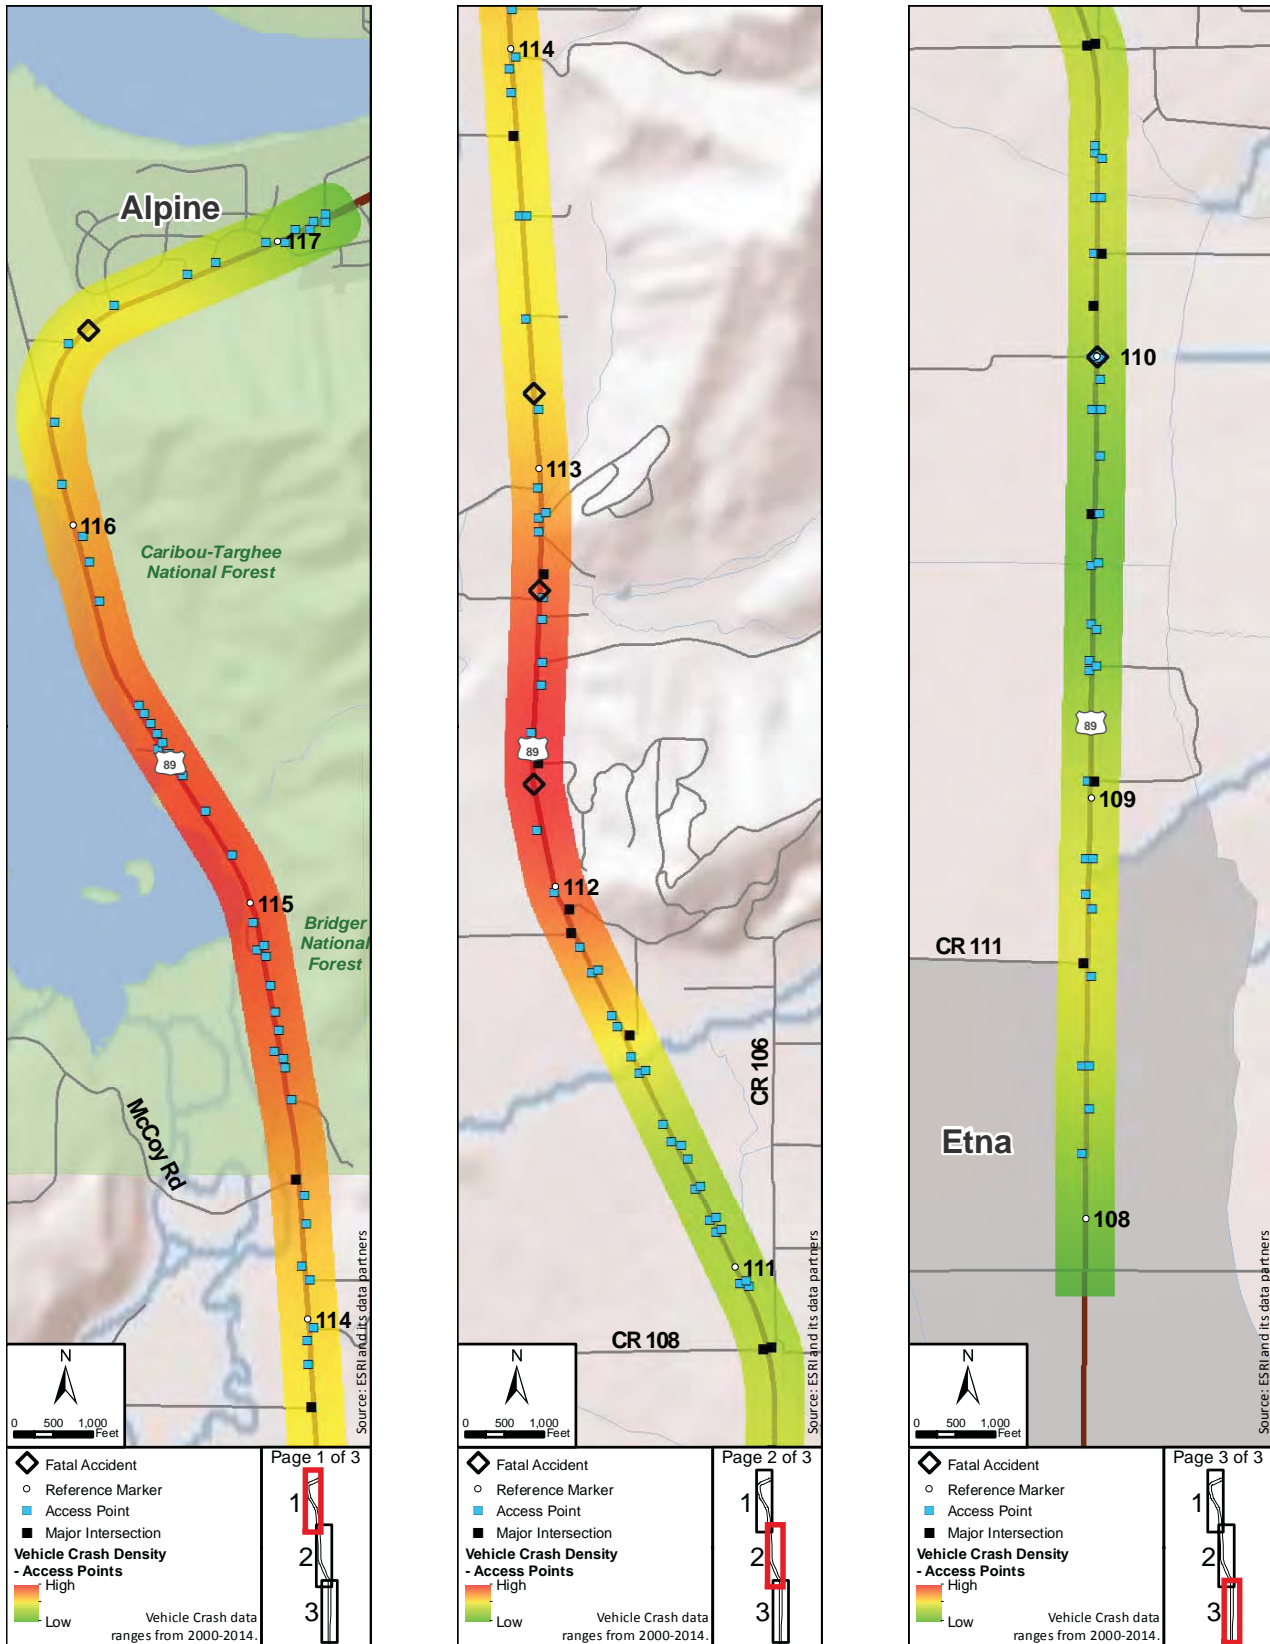 Alpine
117
116
Caribou-Targhee
National Forest
89
115
Bridger
National
Forest
McCoy Rd
114
Source: ESRI and its data partners
N
0 500 1,000
Feet
Fatal Accident
Reference Marker
Access Point
Major Intersection
Vehicle Crash Density
- Access Points
High
Low
Page 1 of 3
1
2
3
Vehicle Crash data
ranges from 2000-2014.
114
113
89
112
CR 106
111
CR 108
Source: ESRI and its data partners
N
0 500 1,000
Feet
Fatal Accident
Reference Marker
Access Point
Major Intersection
Vehicle Crash Density
- Access Points
High
Low
Page 2 of 3
1
2
3
Vehicle Crash data
ranges from 2000-2014.
110
89
109
CR 111
Etna
108
Source: ESRI and its data partners
N
0 500 1,000
Feet
Fatal Accident
Reference Marker
Access Point
Major Intersection
Vehicle Crash Density
- Access Points
High
Low
Page 3 of 3
1
2
3
Vehicle Crash data
ranges from 2000-2014.